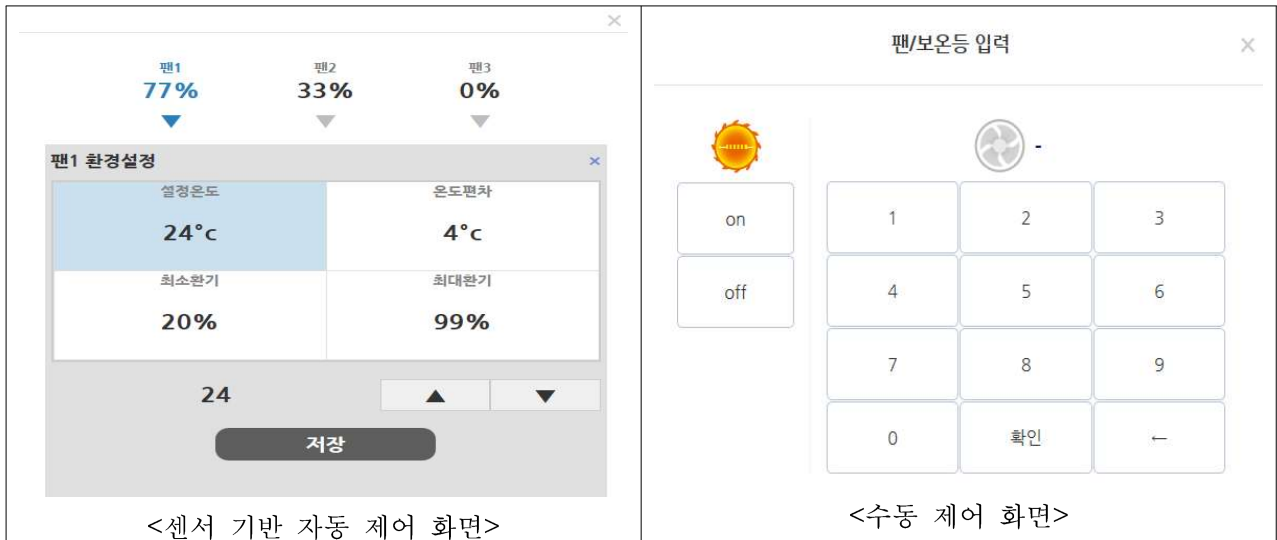 ×
팬1 팬2 팬3
77% 33% 0%
▼ ▼ ▼
팬1 환경설정 ×
설정온도 온도편차
24°c 4°c
최소환기 최대환기
20% 99%
24 ▲ ▼
저장
<센서 기반 자동 제어 화면>
팬/보온등 입력 ×
-
on
off
1 2 3
4 5 6
7 8 9
0 확인 ←
<수동 제어 화면>